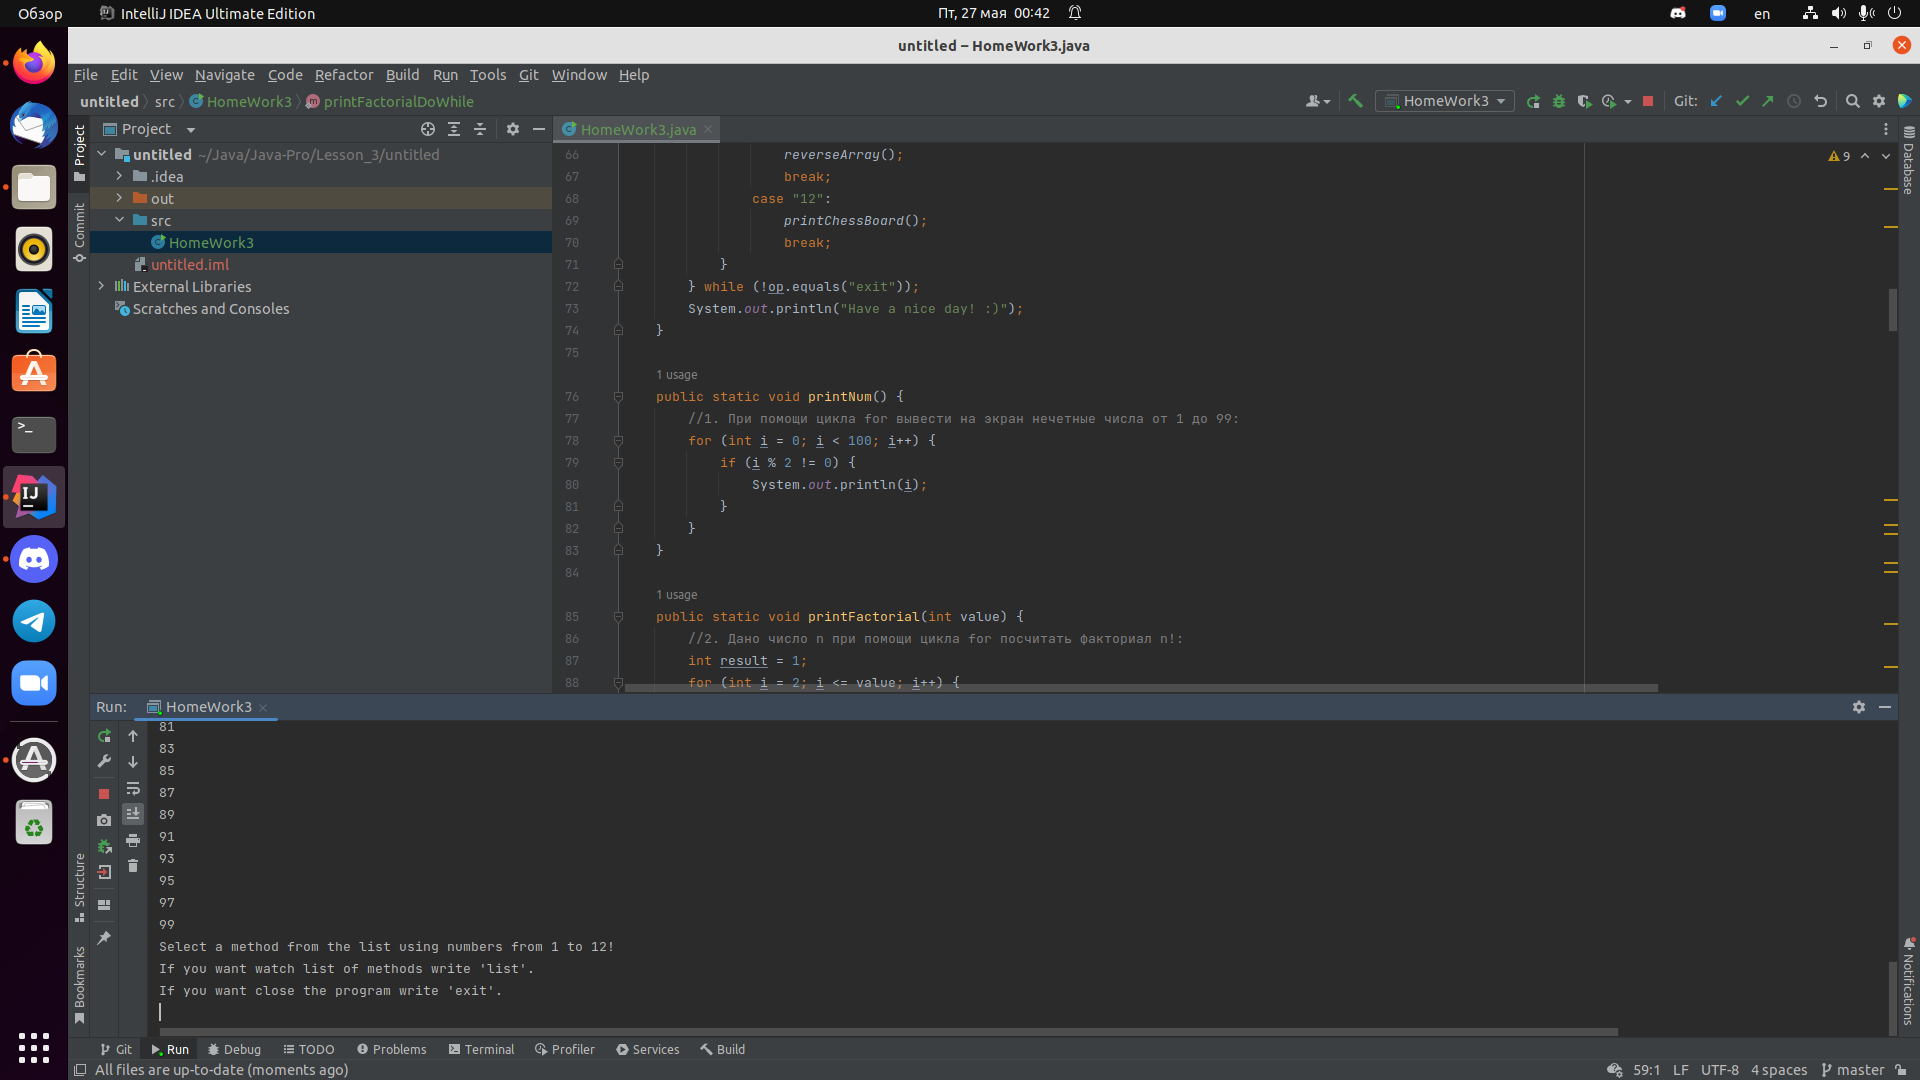 Обзор
IntelliJ IDEA Ultimate Edition
Пт, 27 мая 00:42
en
untitled – HomeWork3.java
File Edit View Navigate Code Refactor Build Run Tools Git Window Help
untitled src HomeWork3 printFactorialDoWhile
HomeWork3
Git:
Project
HomeWork3.java
untitled ~/Java/Java-Pro/Lesson_3/untitled
.idea
out
src
HomeWork3
untitled.iml
External Libraries
Scratches and Consoles
Project
Commit
Structure
Bookmarks
Database
Notifications
9
66 reverseArray();
67 break;
68 case "12":
69 printChessBoard();
70 break;
71 }
72 } while (!op.equals("exit"));
73 System.out.println("Have a nice day! :)");
74 }
75
1 usage
76 public static void printNum() {
77 //1. При помощи цикла for вывести на экран нечетные числа от 1 до 99:
78 for (int i = 0; i < 100; i++) {
79 if (i % 2 != 0) {
80 System.out.println(i);
81 }
82 }
83 }
84
1 usage
85 public static void printFactorial(int value) {
86 //2. Дано число n при помощи цикла for посчитать факториал n!:
87 int result = 1;
88 for (int i = 2; i <= value; i++) {
Run: HomeWork3
81
83
85
87
89
91
93
95
97
99
Select a method from the list using numbers from 1 to 12!
If you want watch list of methods write 'list'.
If you want close the program write 'exit'.
Git Run Debug TODO Problems Terminal Profiler Services Build
All files are up-to-date (moments ago)
59:1 LF UTF-8 4 spaces master